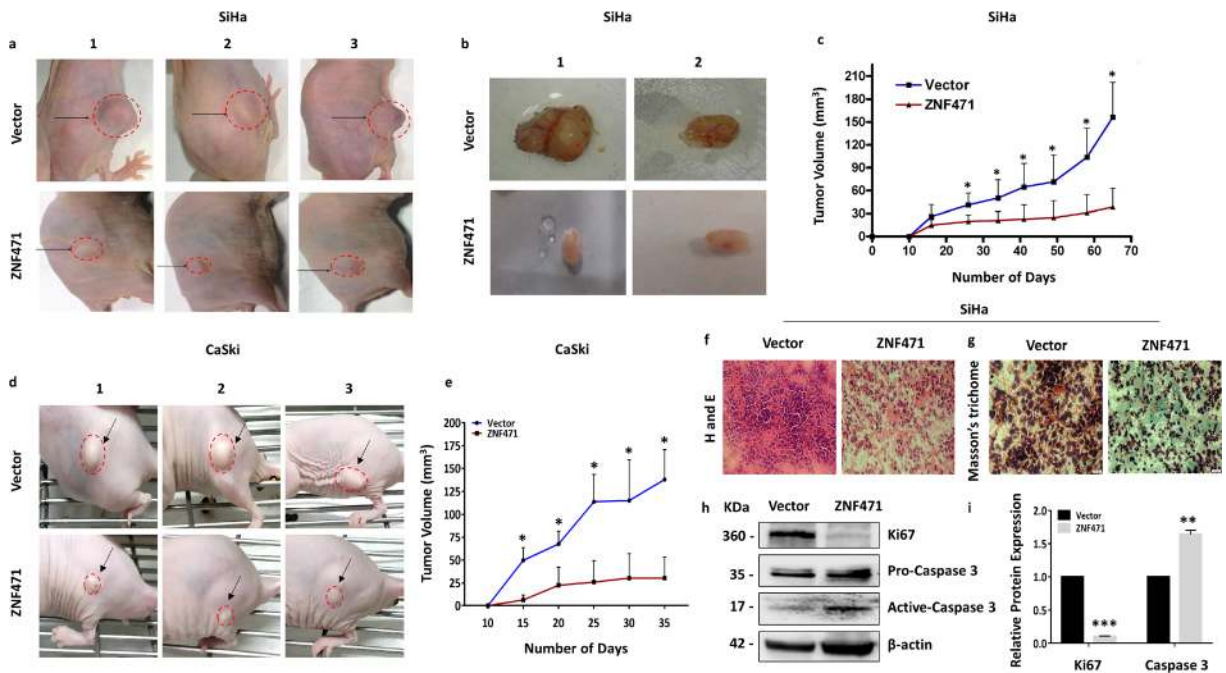 SiHa
a
1 2 3
Vector
ZNF471
SiHa
b
1 2
Vector
ZNF471
SiHa
c
Tumor Volume (mm³)
210
180
150
120
90
60
30
0
Vector
ZNF471
* * * * * *
0 10 20 30 40 50 60 70
Number of Days
CaSki
d
1 2 3
Vector
ZNF471
CaSki
e
Tumor Volume (mm³)
200
175
150
125
100
75
50
25
0
Vector
ZNF471
* * * * *
10 15 20 25 30 35
Number of Days
SiHa
f
Vector ZNF471
H and E
g
Vector ZNF471
Masson's trichome
h
KDa Vector ZNF471
360 - Ki67
35 - Pro-Caspase 3
17 - Active-Caspase 3
42 - β-actin
i
Relative Protein Expression
2.0
1.5
1.0
0.5
0.0
Vector
ZNF471
***
**
Ki67 Caspase 3